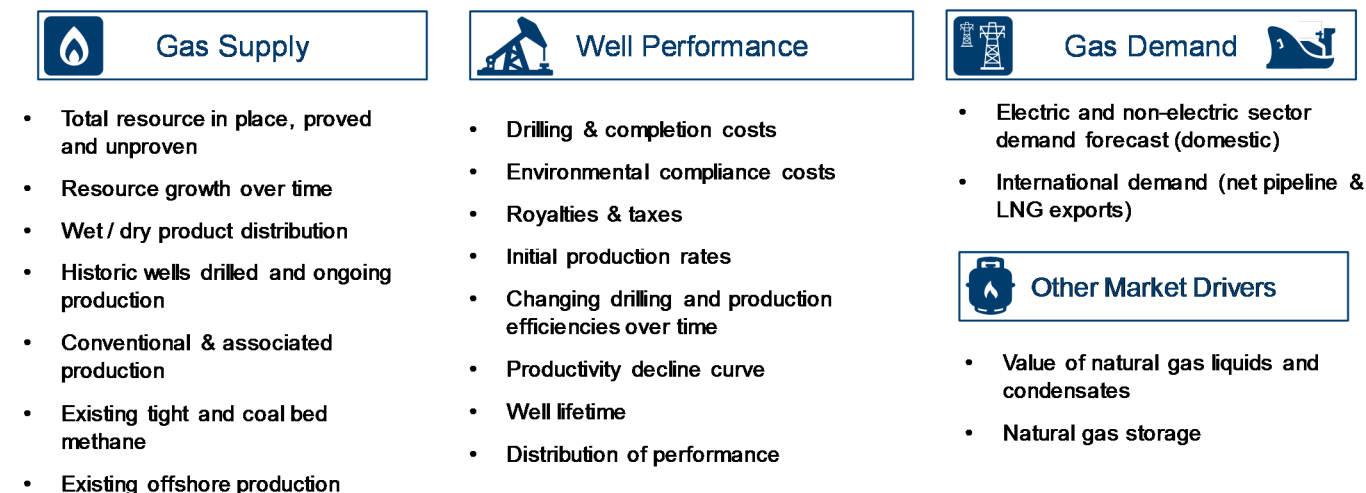 Gas Supply
• Total resource in place, proved
and unproven
• Resource growth over time
• Wet / dry product distribution
• Historic wells drilled and ongoing
production
• Conventional & associated
production
• Existing tight and coal bed
methane
• Existing offshore production
Well Performance
• Drilling & completion costs
• Environmental compliance costs
• Royalties & taxes
• Initial production rates
• Changing drilling and production
efficiencies over time
• Productivity decline curve
• Well lifetime
• Distribution of performance
Gas Demand
• Electric and non-electric sector
demand forecast (domestic)
• International demand (net pipeline &
LNG exports)
Other Market Drivers
• Value of natural gas liquids and
condensates
• Natural gas storage